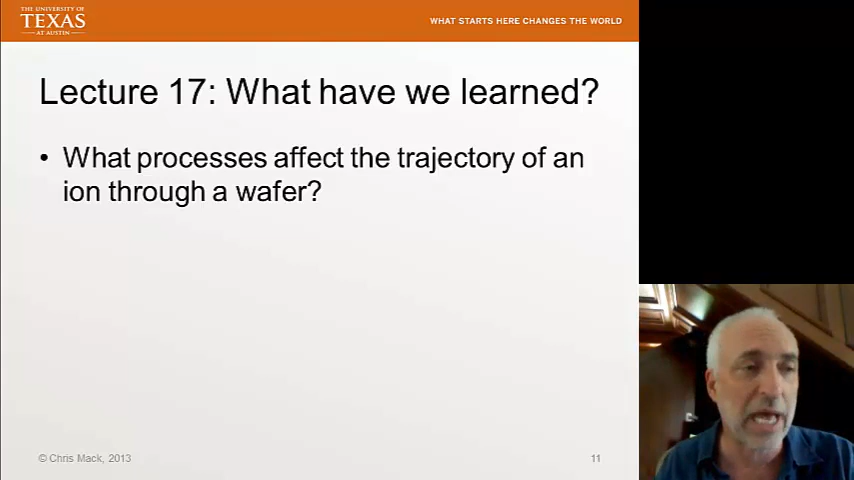 THE UNIVERSITY OF
TEXAS
AT AUSTIN
WHAT STARTS HERE CHANGES THE WORLD
Lecture 17: What have we learned?
• What processes affect the trajectory of an
ion through a wafer?
© Chris Mack, 2013
11